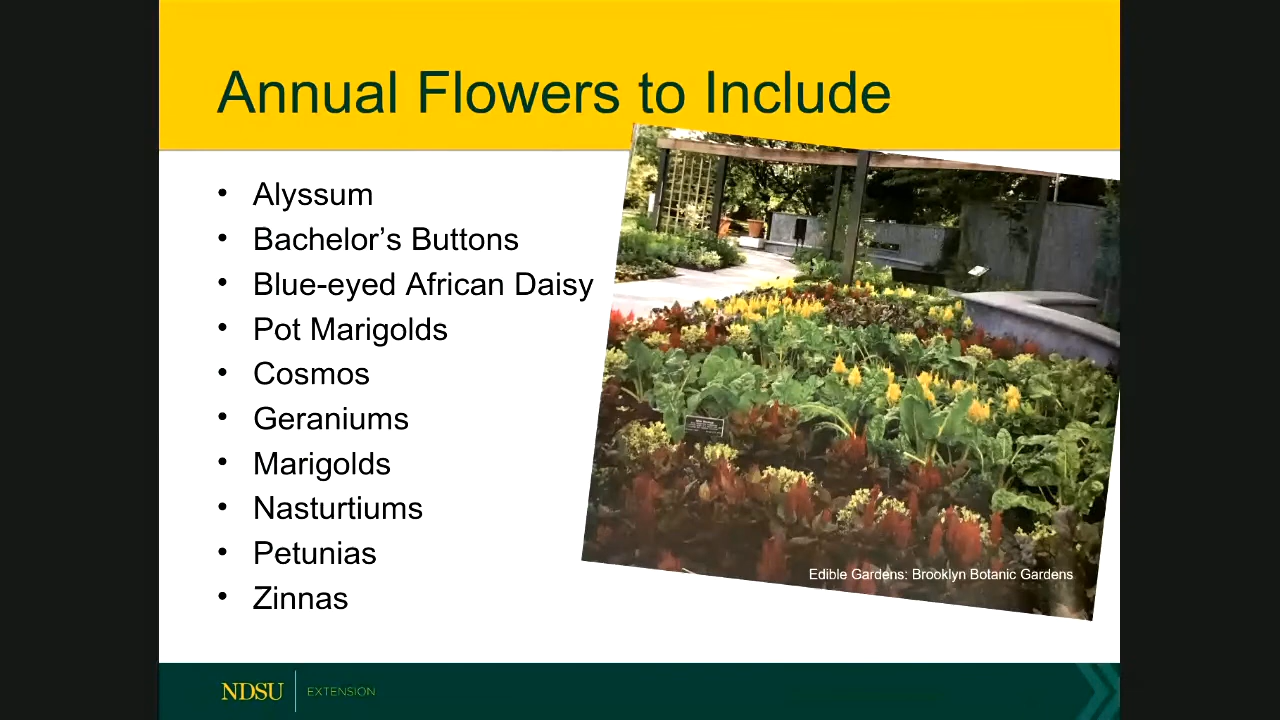 Annual Flowers to Include
• Alyssum
• Bachelor’s Buttons
• Blue-eyed African Daisy
• Pot Marigolds
• Cosmos
• Geraniums
• Marigolds
• Nasturtiums
• Petunias
• Zinnas
Edible Gardens: Brooklyn Botanic Gardens
NDSU EXTENSION